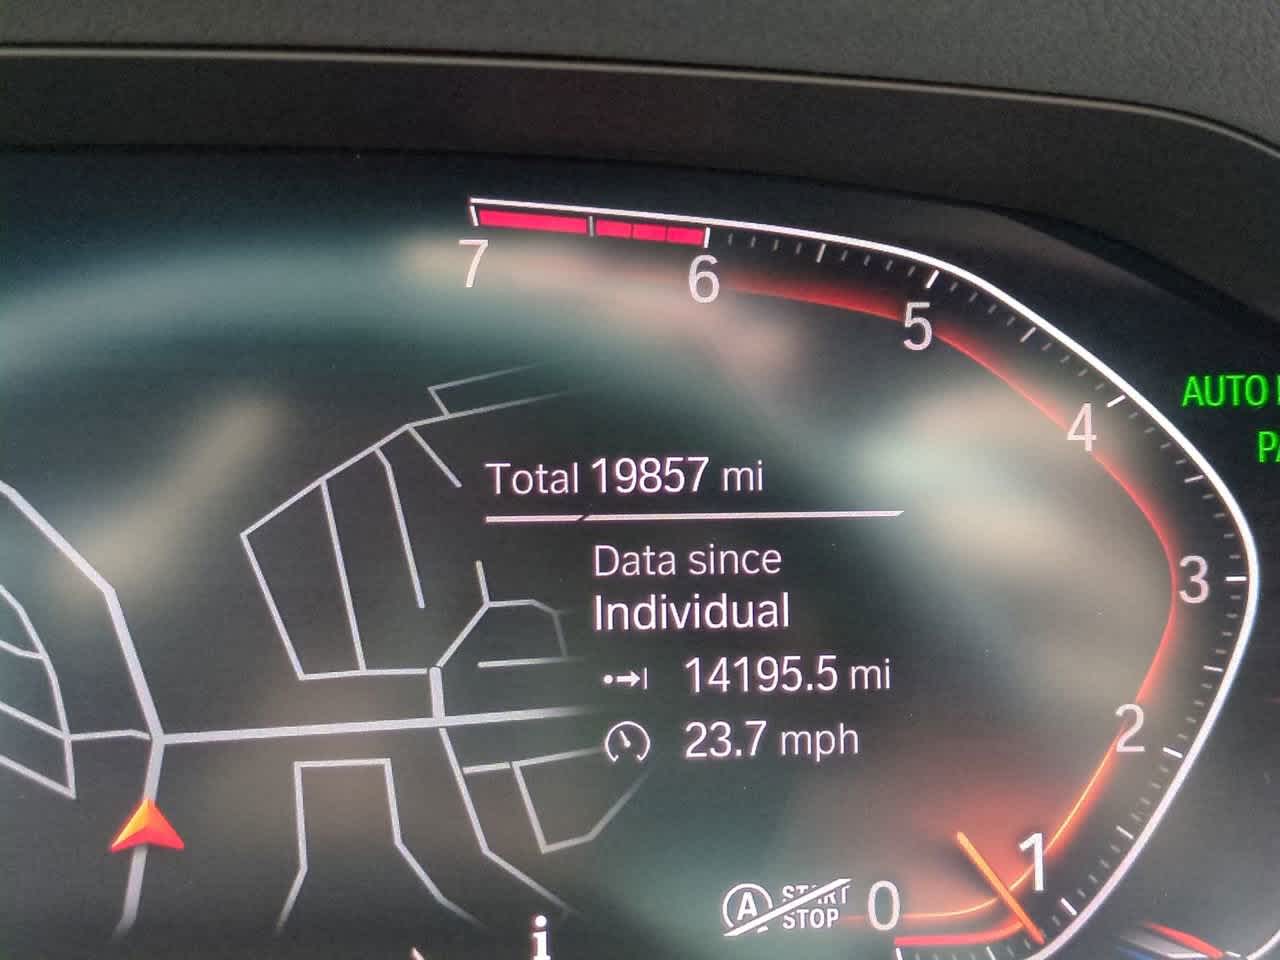 7
6
5
AUTO
4
Total 19857 mi
Data since
3
Individual
14195.5 mi
2
23.7 mph
1
A START STOP 0
i